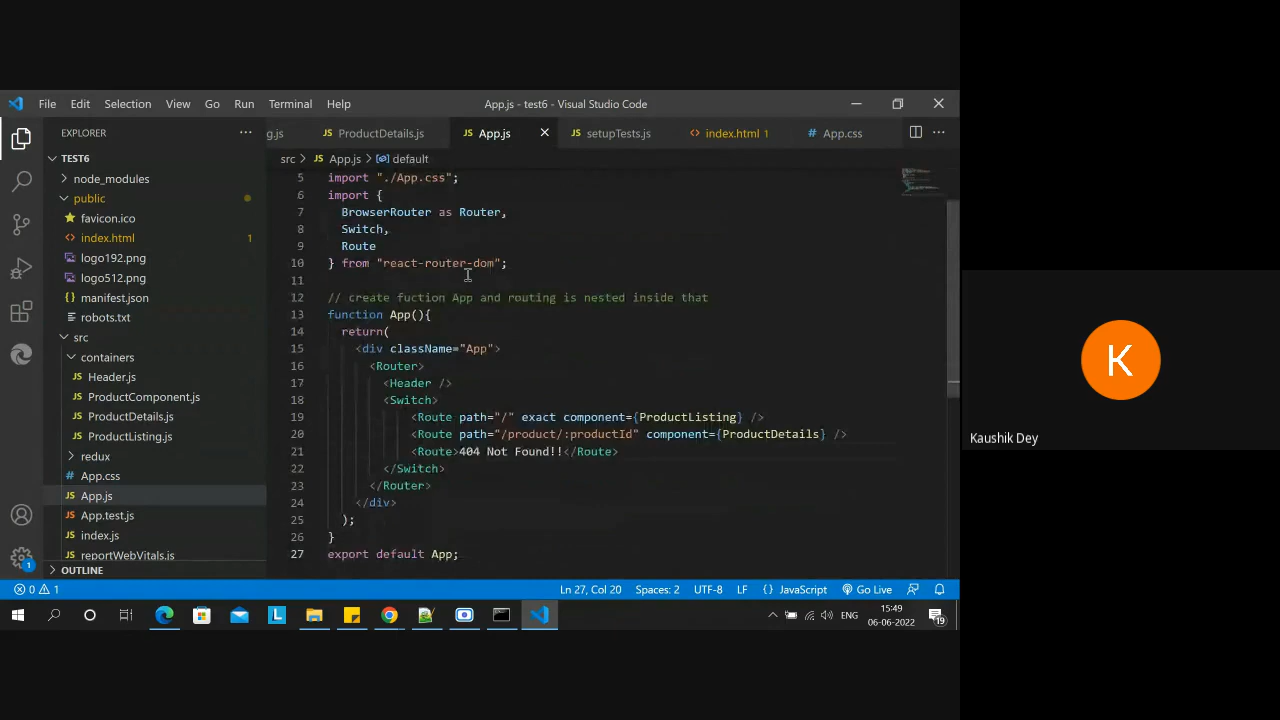 File Edit Selection View Go Run Terminal Help
App.js - test6 - Visual Studio Code
EXPLORER
g.js ProductDetails.js App.js setupTests.js index.html 1 App.css
src > App.js > default
TEST6
node_modules
public
favicon.ico
index.html 1
logo192.png
logo512.png
manifest.json
robots.txt
src
containers
Header.js
ProductComponent.js
ProductDetails.js
ProductListing.js
redux
App.css
App.js
App.test.js
index.js
reportWebVitals.js
OUTLINE
5 import "./App.css";
6 import {
7 BrowserRouter as Router,
8 Switch,
9 Route
10 } from "react-router-dom";
11
12 // create fuction App and routing is nested inside that
13 function App(){
14 return(
15 <div className="App">
16 <Router>
17 <Header />
18 <Switch>
19 <Route path="/" exact component={ProductListing} />
20 <Route path="/product/:productId" component={ProductDetails} />
21 <Route>404 Not Found!!</Route>
22 </Switch>
23 </Router>
24 </div>
25 );
26 }
27 export default App;
0 1 Ln 27, Col 20 Spaces: 2 UTF-8 LF {} JavaScript Go Live
1
L
ENG
15:49
06-06-2022
19
K
Kaushik Dey